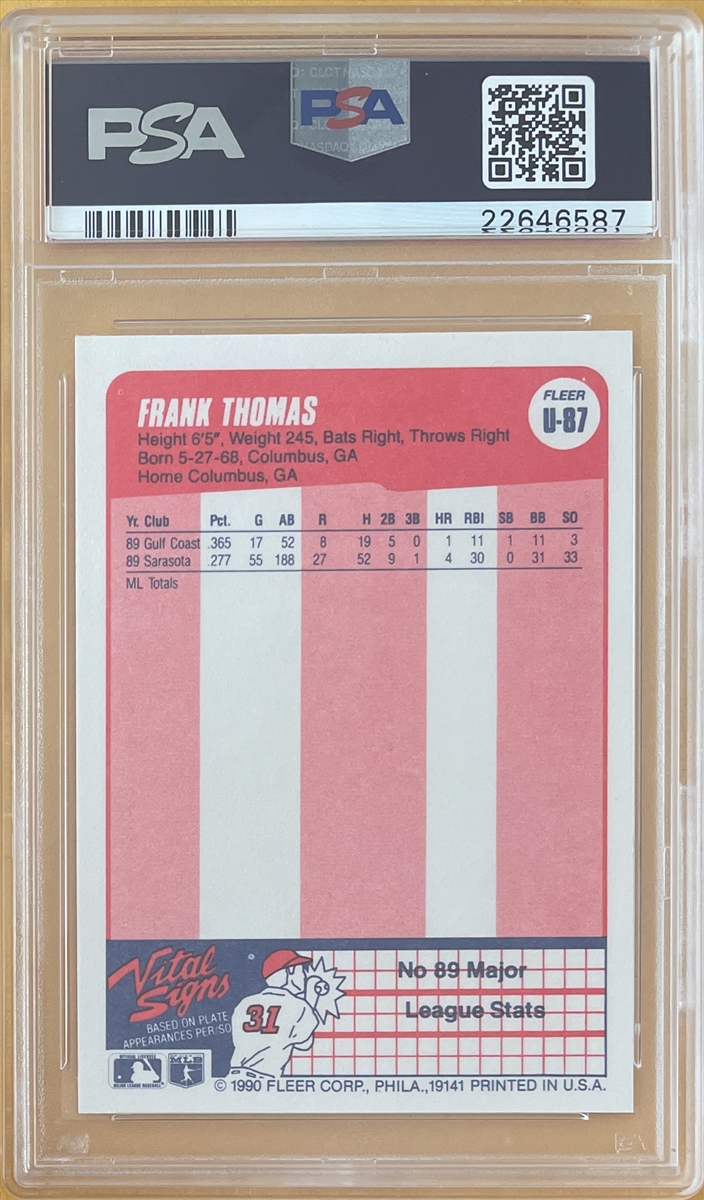 PSA
PSA
22646587
FRANK THOMAS
FLEER
U-87
Height 6'5", Weight 245, Bats Right, Throws Right
Born 5-27-68, Columbus, GA
Home Columbus, GA
Yr. Club Pct. G AB R H 2B 3B HR RBI SB BB SO
89 Gulf Coast .365 17 52 8 19 5 0 1 11 1 11 3
89 Sarasota .277 55 188 27 52 9 1 4 30 0 31 33
ML Totals
Vital
Signs
BASED ON PLATE
APPEARANCES PER/SO
31
No 89 Major
League Stats
MLB
© 1990 FLEER CORP., PHILA.,19141 PRINTED IN U.S.A.